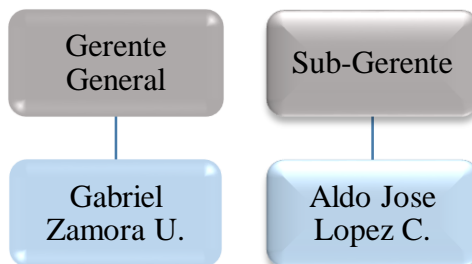 Gerente
General
Sub-Gerente
Gabriel
Zamora U.
Aldo Jose
Lopez C.